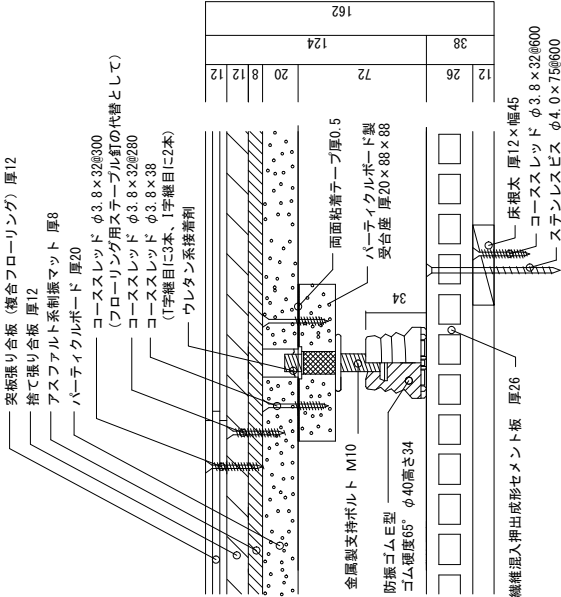 突板張り合板 (複合フローリング) 厚12
捨て張り合板 厚12
アスファルト系制振マット 厚8
パーティクルボード 厚20
コーススレッド φ3.8×32@300
(フローリング用ステープル釘の代替として)
コーススレッド φ3.8×32@280
コーススレッド φ3.8×38
(T字継目に3本、I字継目に2本)
ウレタン系接着剤
両面粘着テープ厚0.5
パーティクルボード製
受台座 厚20×88×88
金属製支持ボルト M10
防振ゴムE型
ゴム硬度65° φ40高さ34
繊維混入押出成形セメント板 厚26
床根太 厚12×幅45
コーススレッド φ3.8×32@600
ステンレスビス φ4.0×75@600
34
12
12
8
20
72
26
12
124
38
162